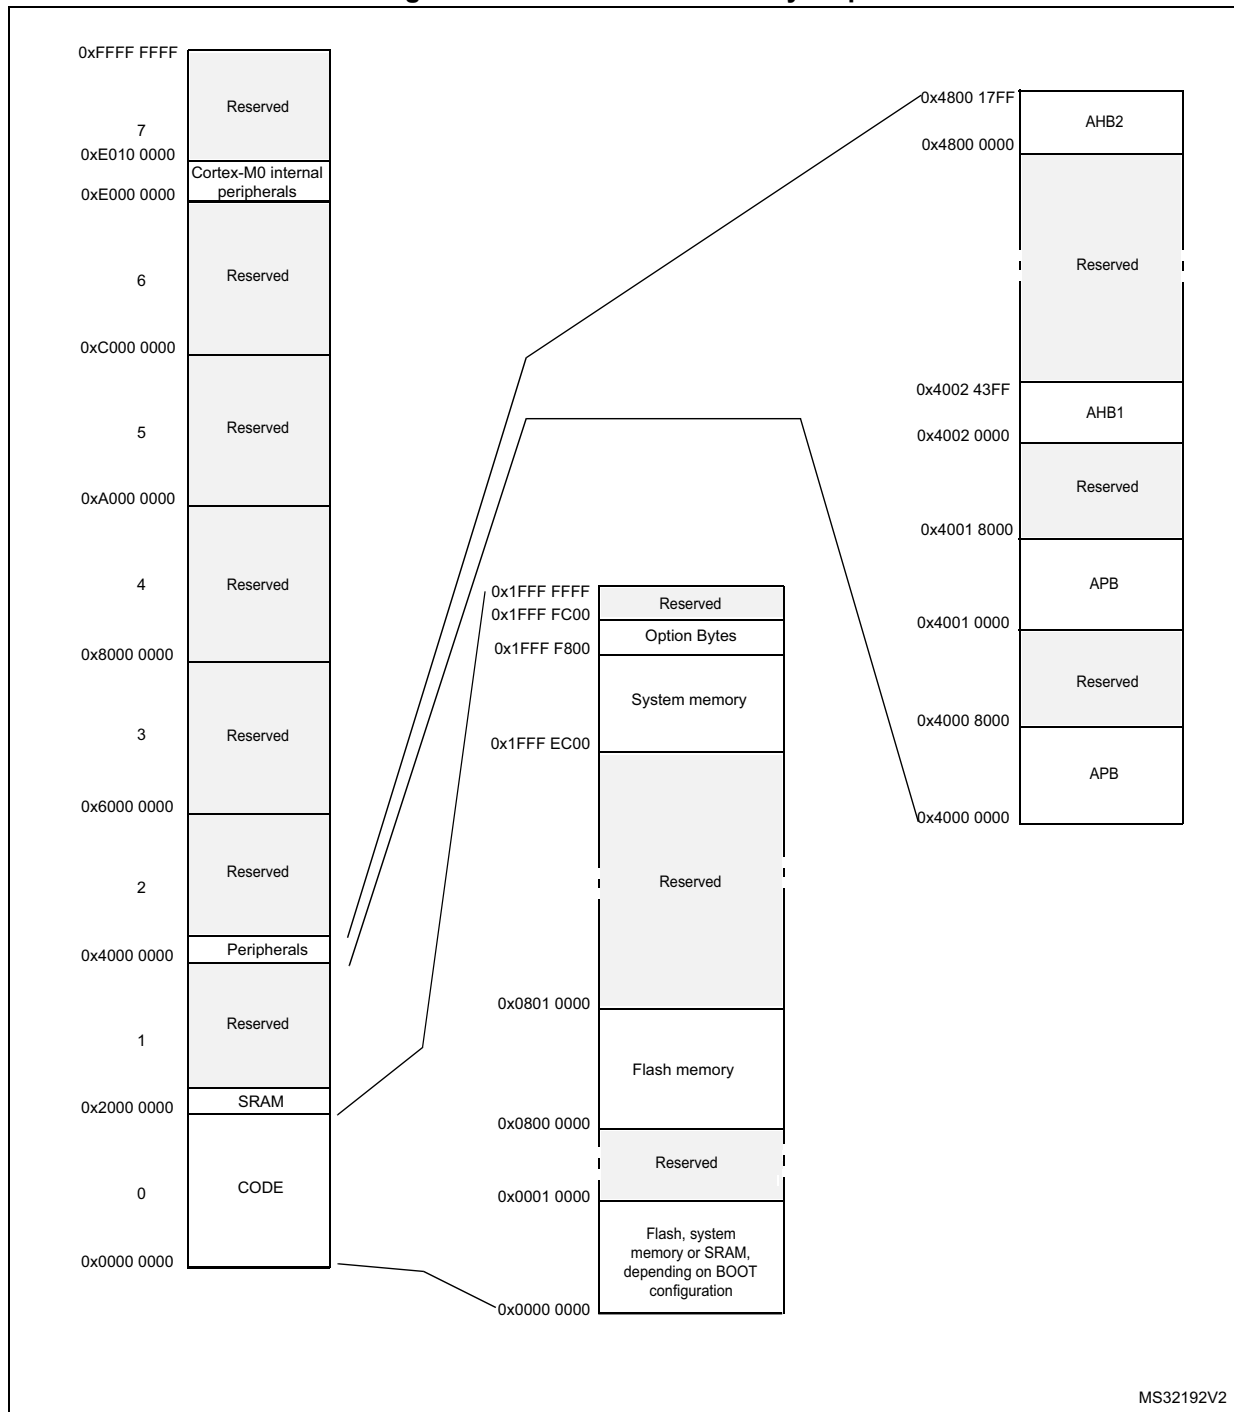 0xFFFF FFFF
Reserved
7
0xE010 0000
Cortex-M0 internal
peripherals
0xE000 0000
Reserved
6
0xC000 0000
Reserved
5
0xA000 0000
Reserved
4
0x8000 0000
Reserved
3
0x6000 0000
Reserved
2
Peripherals
0x4000 0000
Reserved
1
SRAM
0x2000 0000
CODE
0
0x0000 0000
0x1FFF FFFF
Reserved
0x1FFF FC00
Option Bytes
0x1FFF F800
System memory
0x1FFF EC00
Reserved
0x0801 0000
Flash memory
0x0800 0000
Reserved
0x0001 0000
Flash, system
memory or SRAM,
depending on BOOT
configuration
0x0000 0000
0x4800 17FF
AHB2
0x4800 0000
Reserved
0x4002 43FF
AHB1
0x4002 0000
Reserved
0x4001 8000
APB
0x4001 0000
Reserved
0x4000 8000
APB
0x4000 0000
MS32192V2